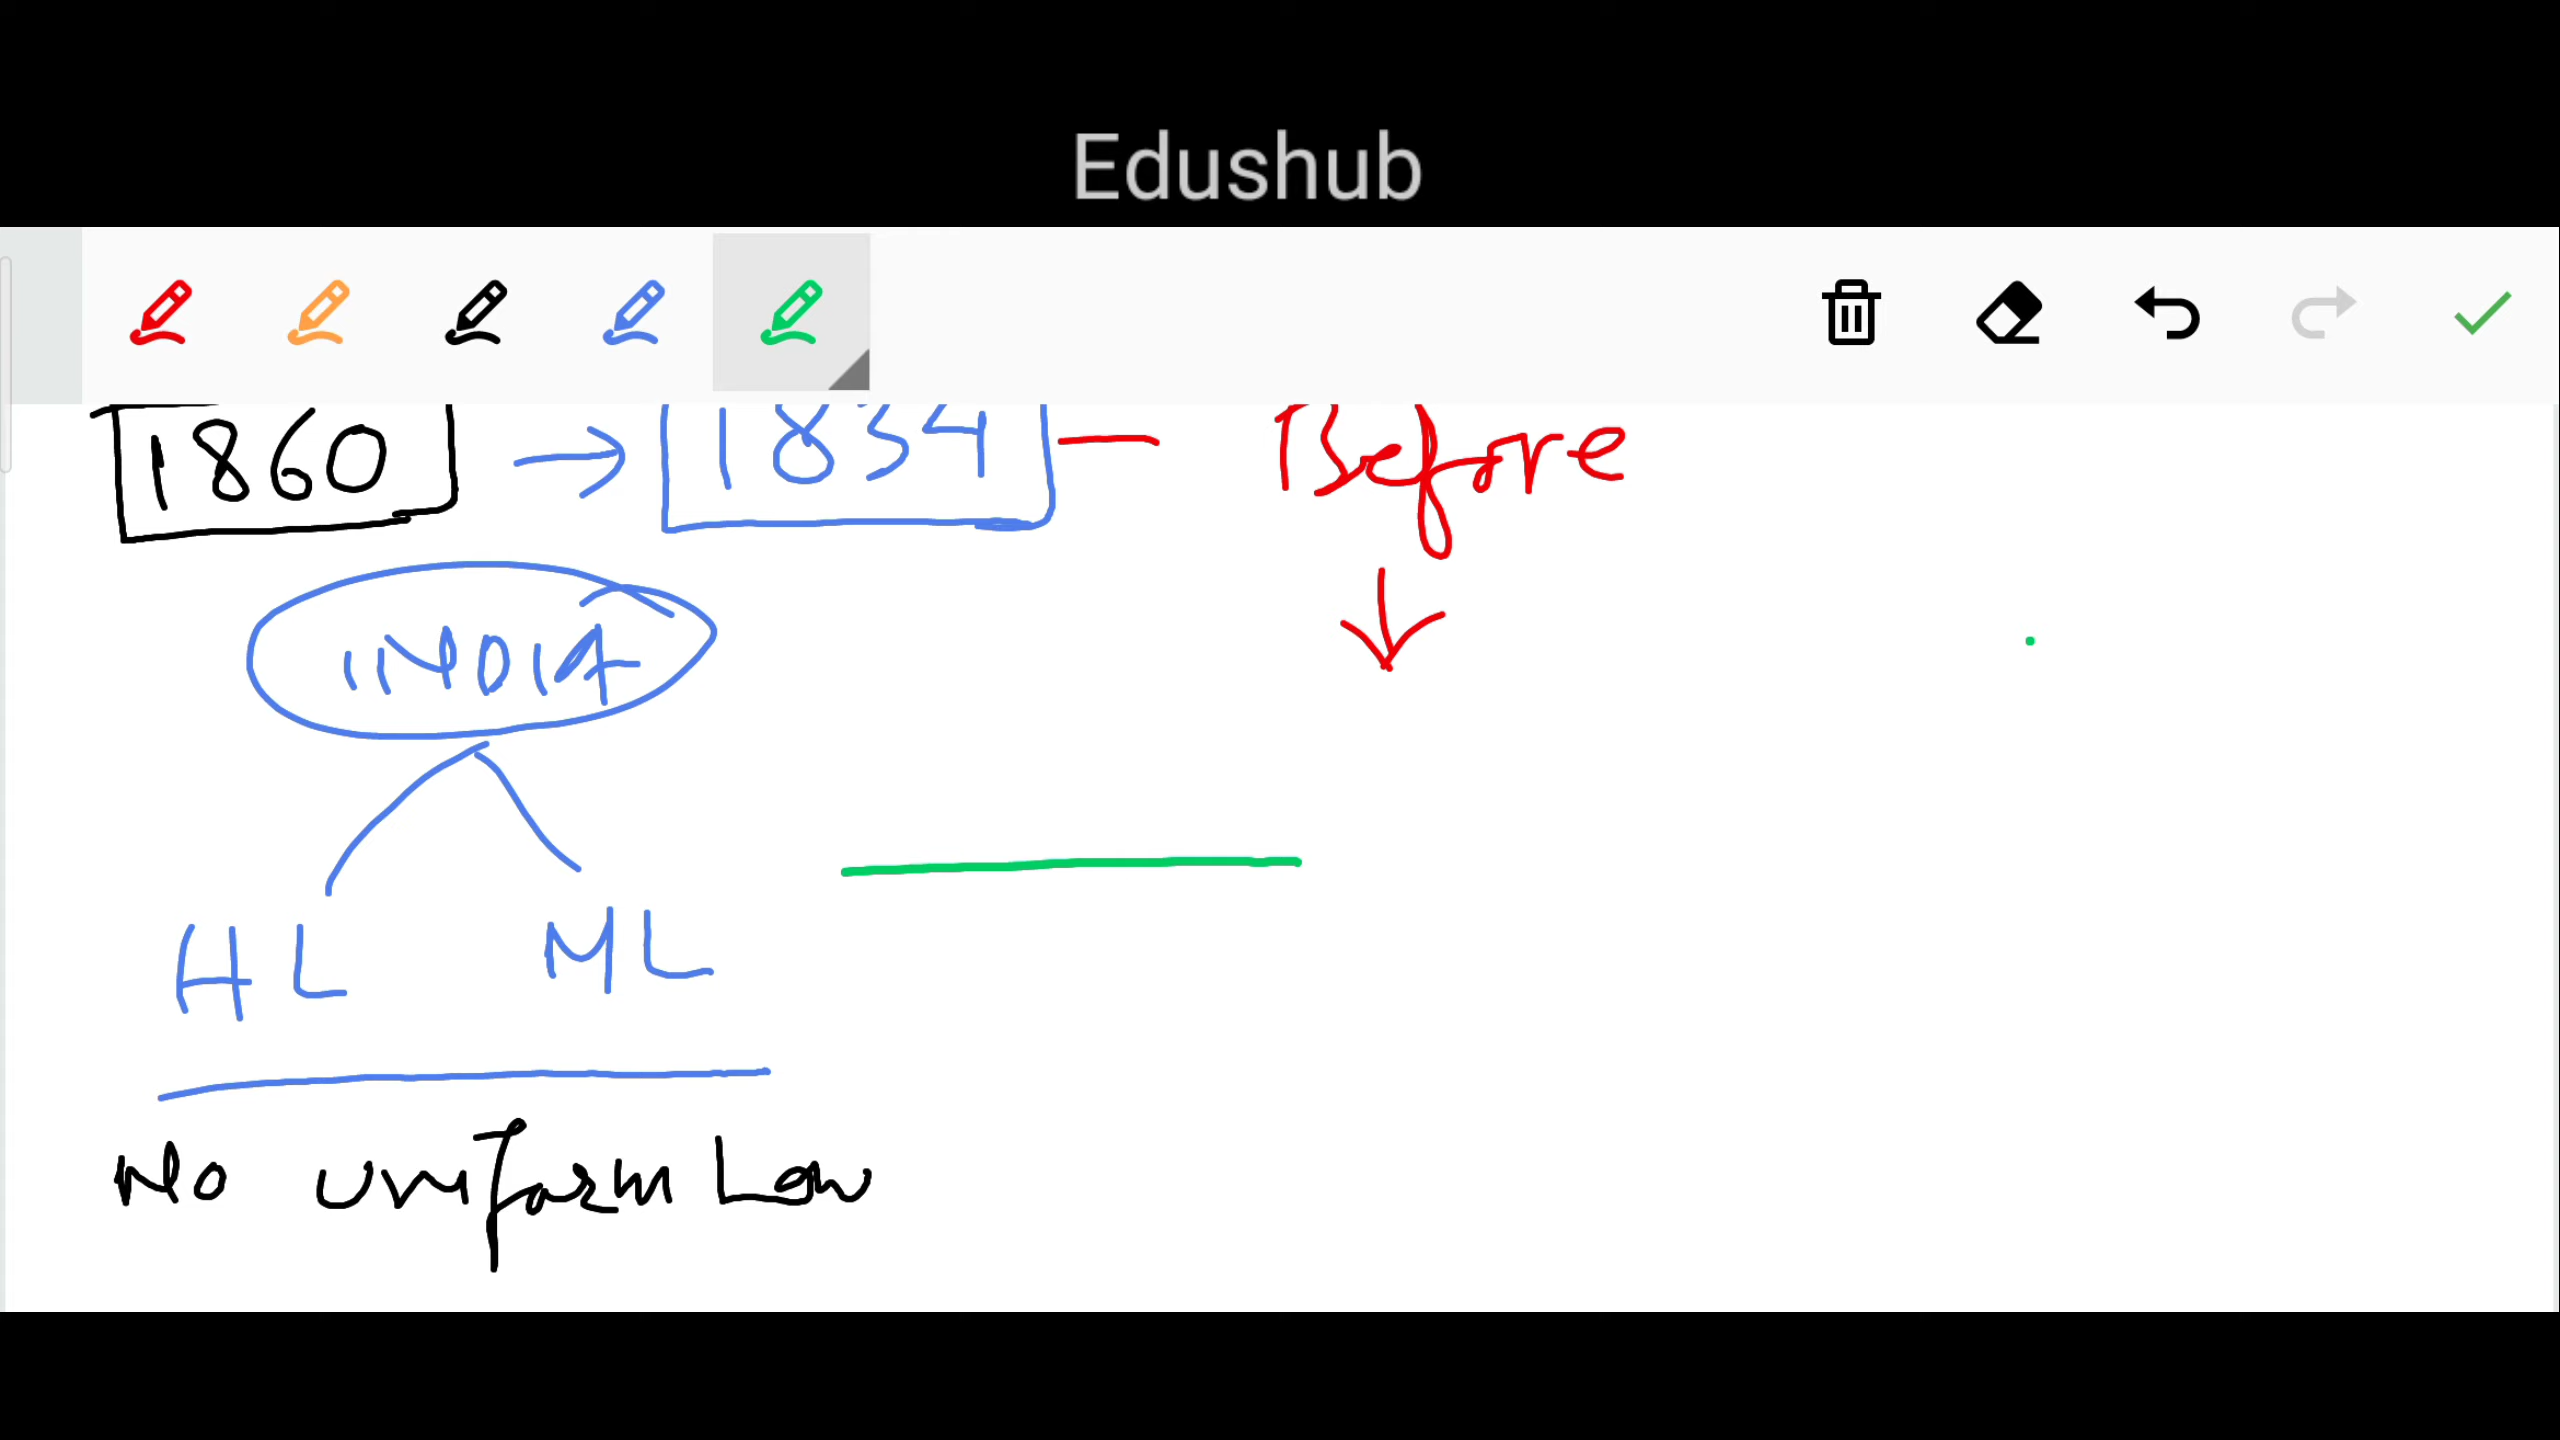 Edushub
1860 → 1834 — Before
INDIA
HL ML
No uniform Law